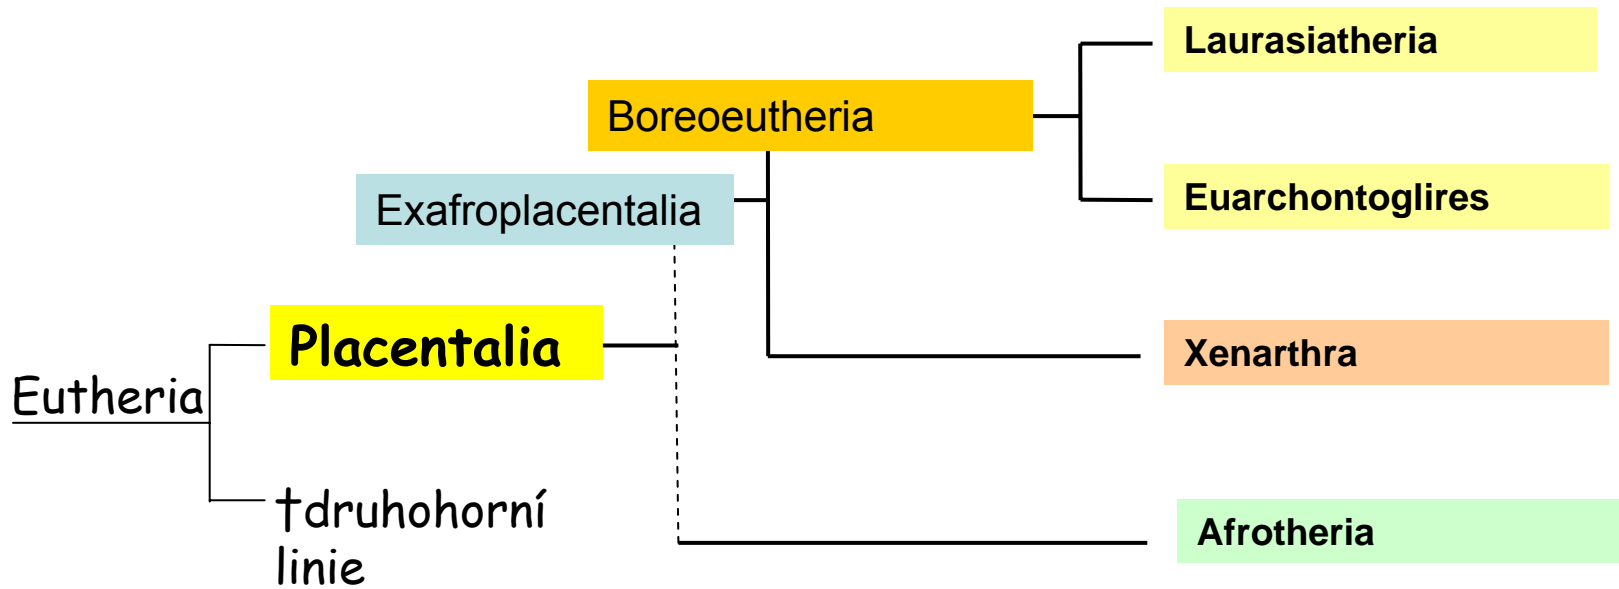 Laurasiatheria
Boreoeutheria
Euarchontoglires
Exafroplacentalia
Placentalia
Xenarthra
Eutheria
†druhohorní
linie
Afrotheria